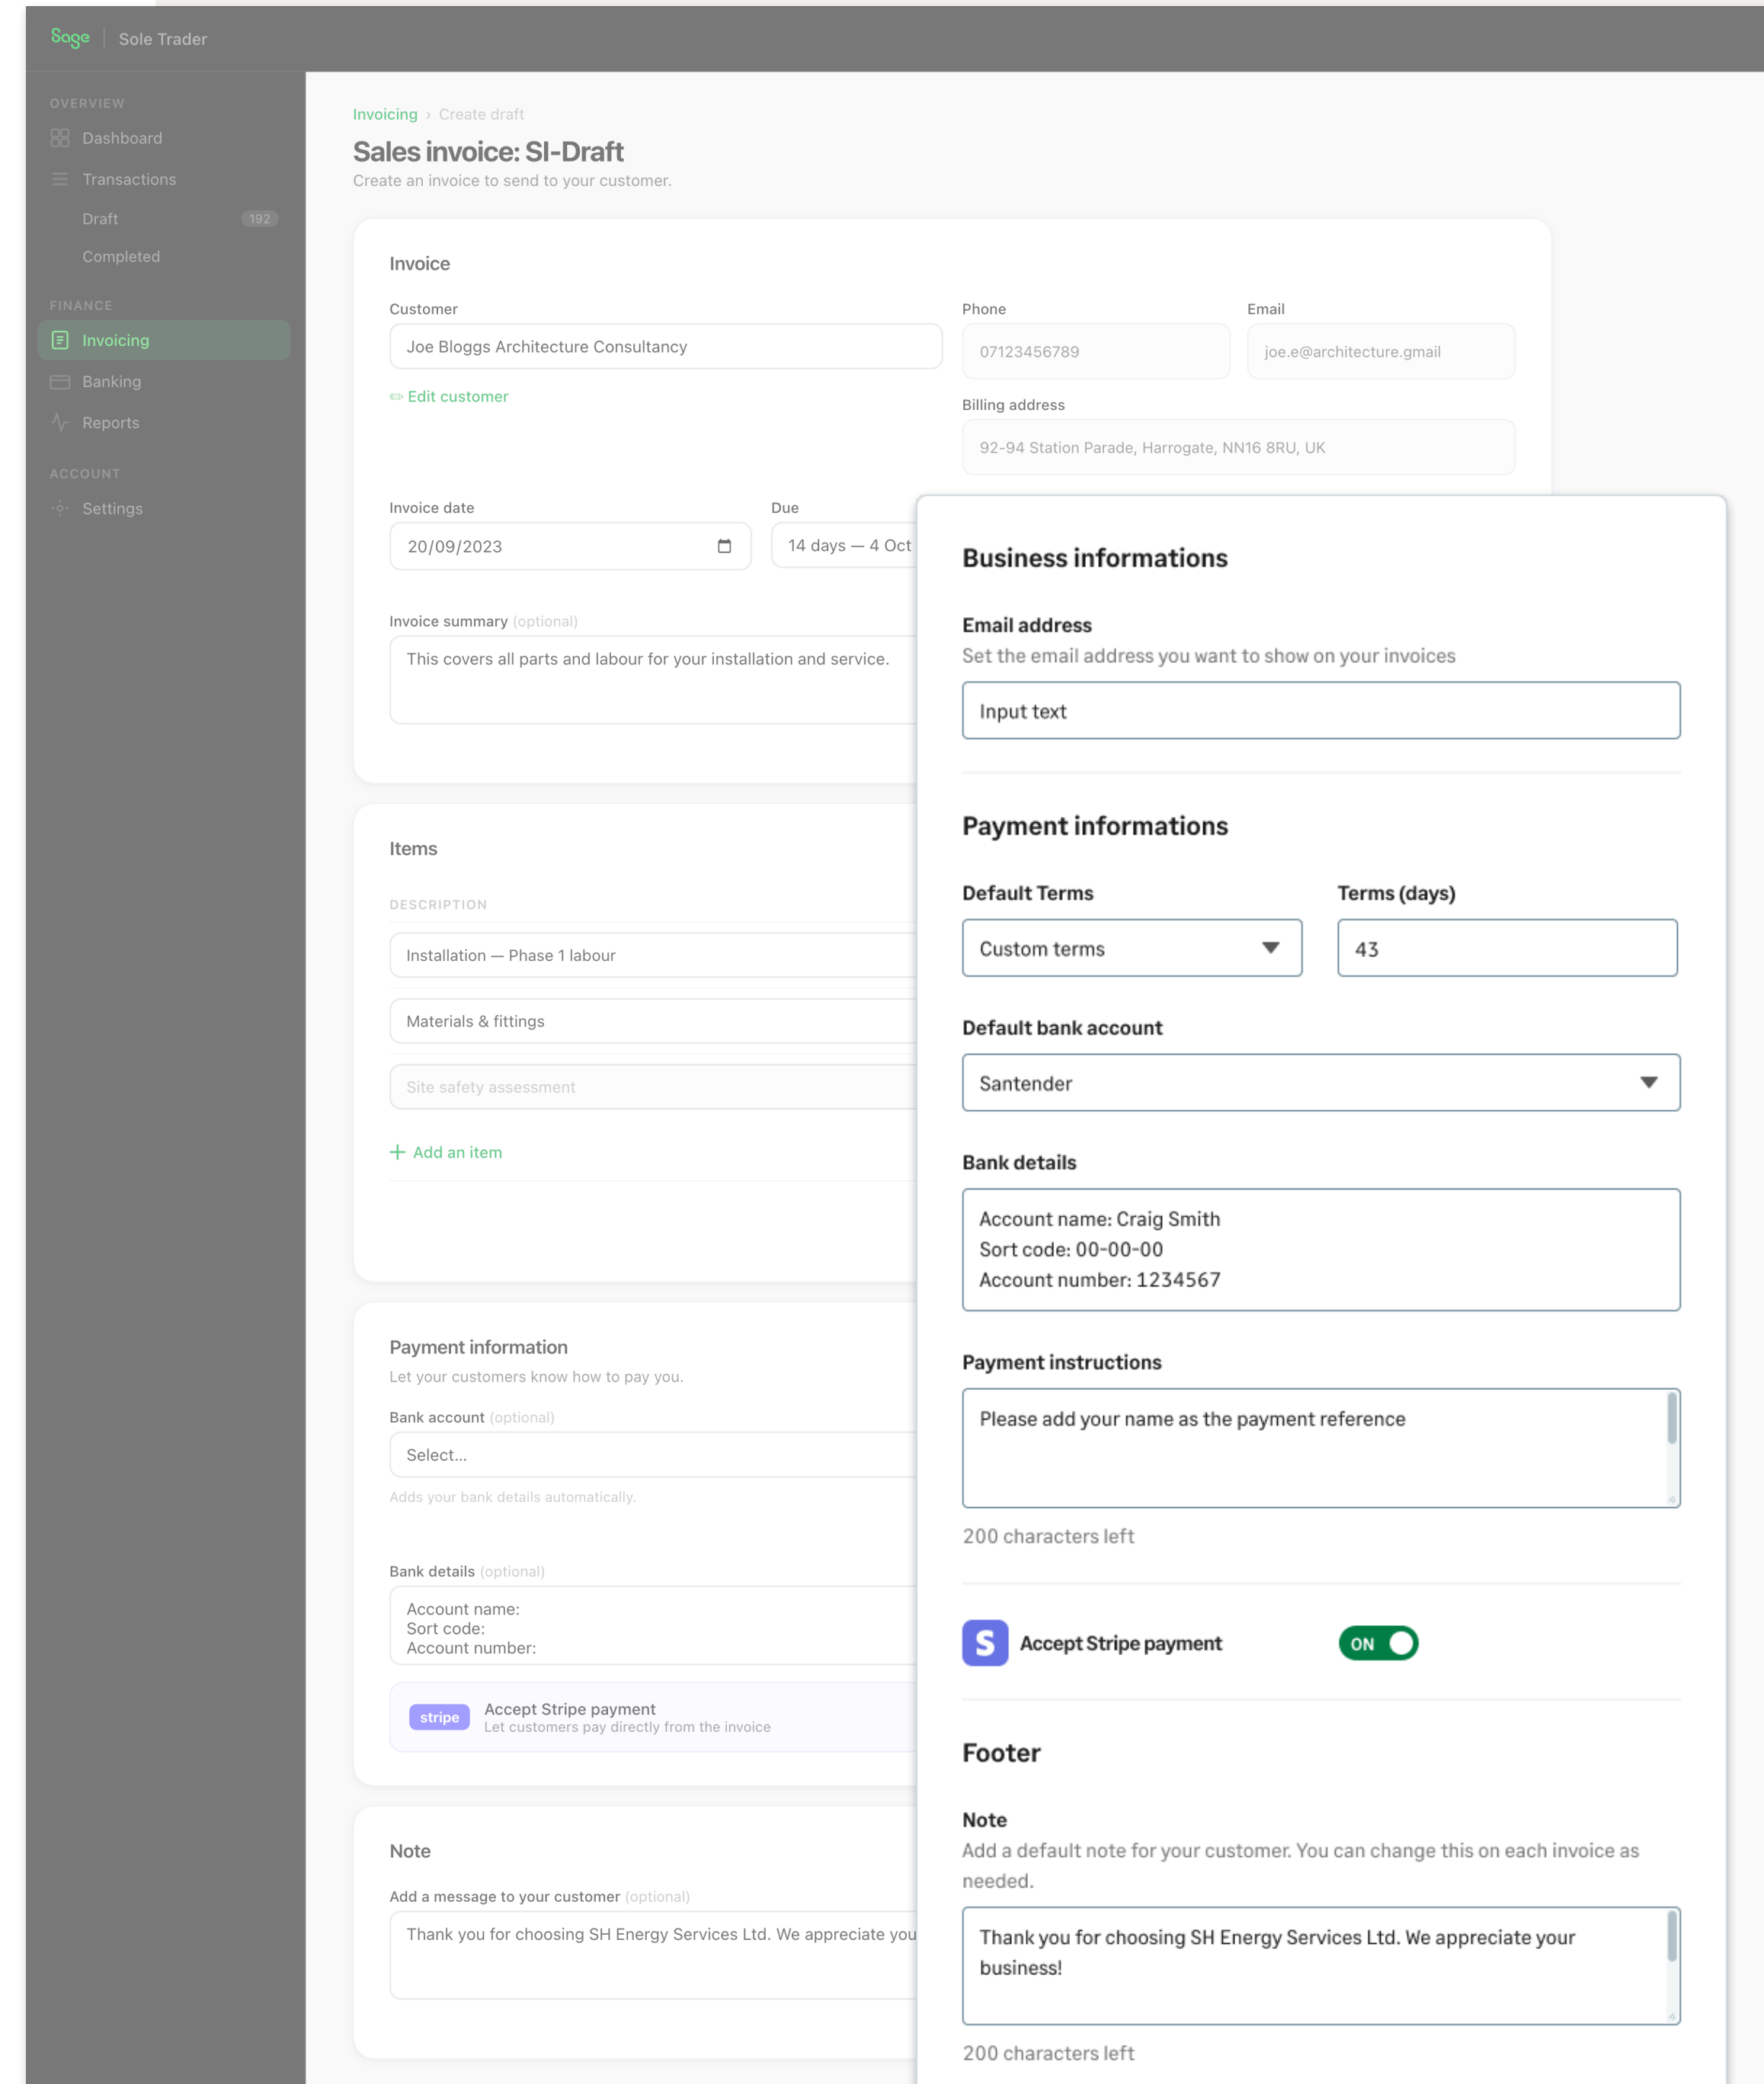 Sage
Sole Trader
OVERVIEW
Dashboard
Transactions
Draft 192
Completed
FINANCE
Invoicing
Banking
Reports
ACCOUNT
Settings
Invoicing › Create draft
Sales invoice: SI-Draft
Create an invoice to send to your customer.
Invoice
Customer
Joe Bloggs Architecture Consultancy
Edit customer
Phone
07123456789
Email
joe.e@architecture.gmail
Billing address
92-94 Station Parade, Harrogate, NN16 8RU, UK
Invoice date
20/09/2023
Due
14 days — 4 Oct
Invoice summary (optional)
This covers all parts and labour for your installation and service.
Items
DESCRIPTION
Installation — Phase 1 labour
Materials & fittings
Site safety assessment
+ Add an item
Payment information
Let your customers know how to pay you.
Bank account (optional)
Select...
Adds your bank details automatically.
Bank details (optional)
Account name:
Sort code:
Account number:
stripe
Accept Stripe payment
Let customers pay directly from the invoice
Note
Add a message to your customer (optional)
Thank you for choosing SH Energy Services Ltd. We appreciate you
Business informations
Email address
Set the email address you want to show on your invoices
Input text
Payment informations
Default Terms
Custom terms
Terms (days)
43
Default bank account
Santender
Bank details
Account name: Craig Smith
Sort code: 00-00-00
Account number: 1234567
Payment instructions
Please add your name as the payment reference
200 characters left
S
Accept Stripe payment
ON
Footer
Note
Add a default note for your customer. You can change this on each invoice as
needed.
Thank you for choosing SH Energy Services Ltd. We appreciate your
business!
200 characters left